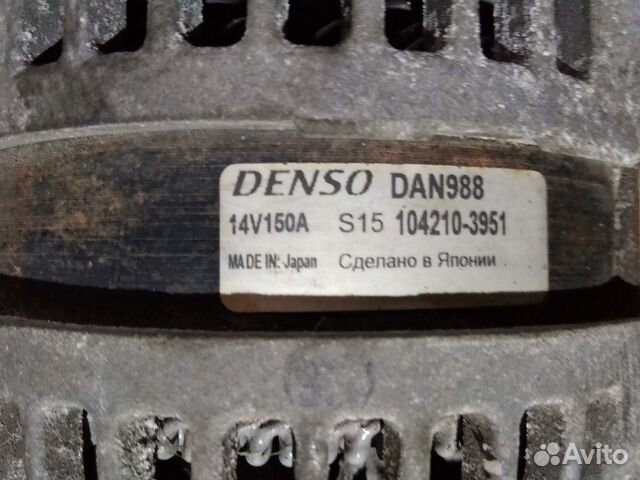 DENSO DAN988
14V150A S15 104210-3951
MADE IN: Japan Сделано в Японии
Avito